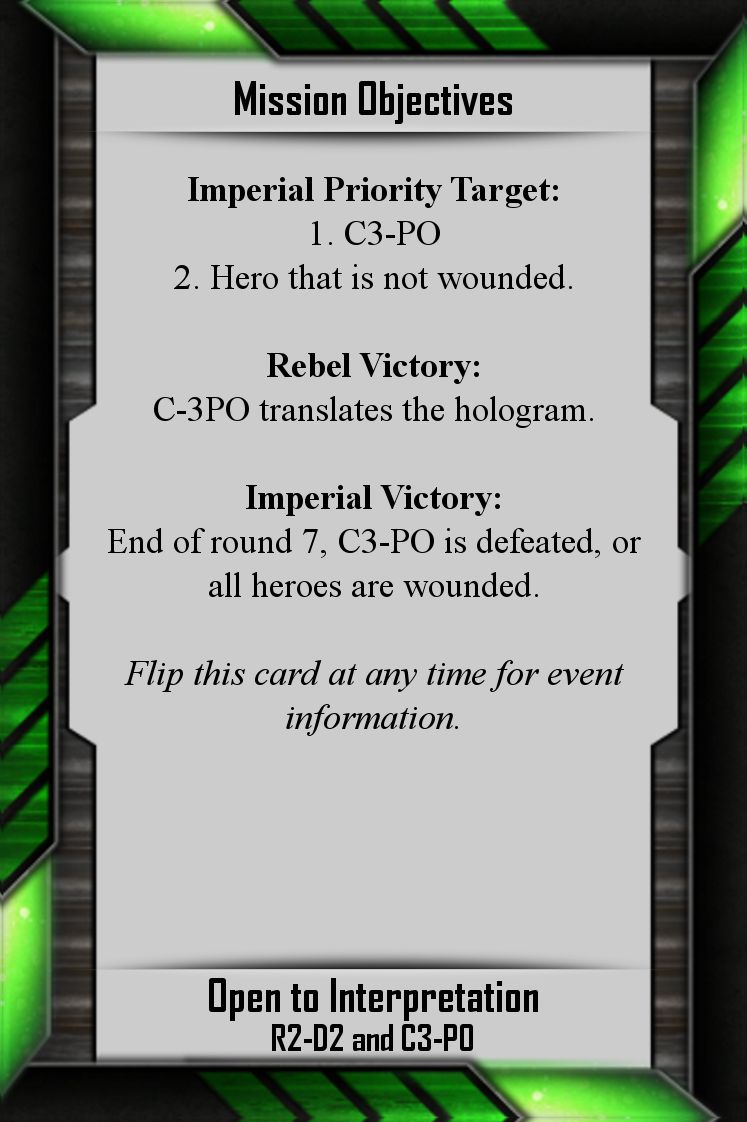 Mission Objectives
Imperial Priority Target:
1. C3-PO
2. Hero that is not wounded.
Rebel Victory:
C-3PO translates the hologram.
Imperial Victory:
End of round 7, C3-PO is defeated, or
all heroes are wounded.
Flip this card at any time for event
information.
Open to Interpretation
R2-D2 and C3-PO